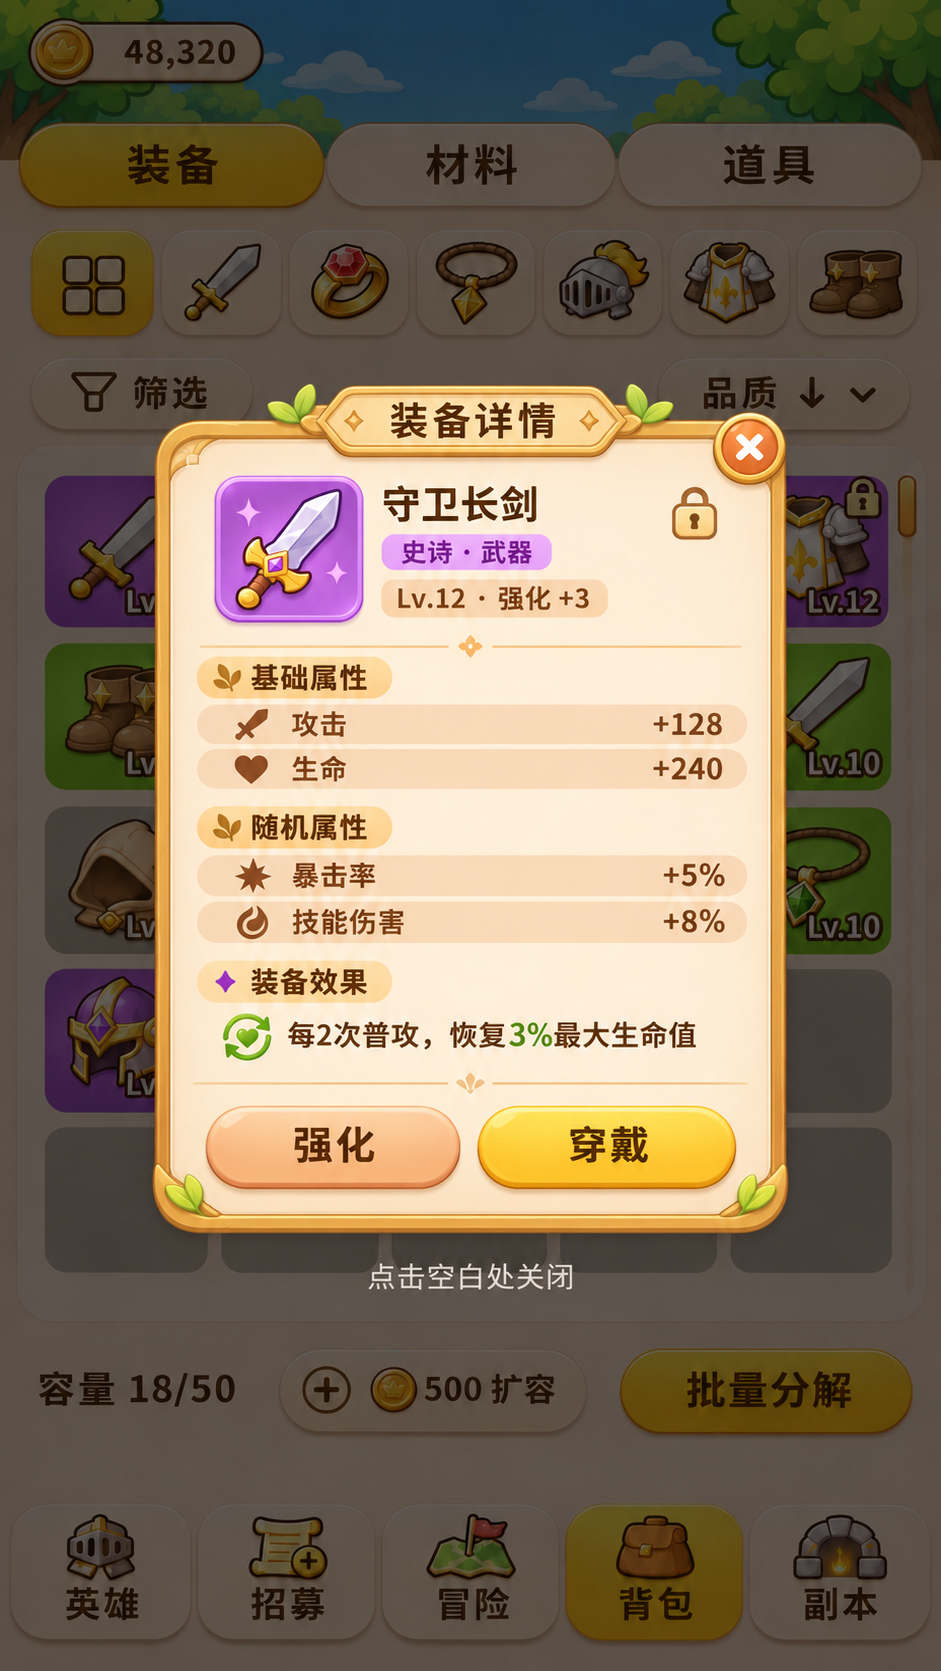 48,320
装备 材料 道具
筛选 品质
装备详情
守卫长剑
史诗·武器
Lv.12·强化+3
Lv Lv.12
基础属性
攻击 +128
生命 +240
Lv Lv.10
随机属性
暴击率 +5%
技能伤害 +8%
Lv Lv.10
装备效果
每2次普攻，恢复3%最大生命值
Lv
强化 穿戴
点击空白处关闭
容量 18/50 500 扩容 批量分解
英雄 招募 冒险 背包 副本